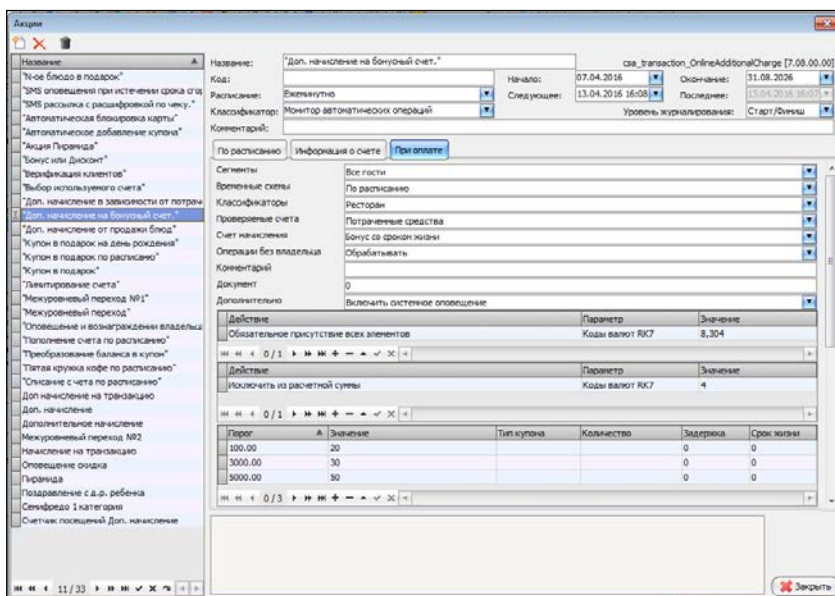 Акции
Название
"N-ое блюдо в подарок"
"SMS оповещения при истечении срока
"SMS рассылка с расшифровкой по чеку."
"Автоматическая блокировка карты"
"Автоматическое добавление купона"
"Акция Пирамида"
"Бонус или Дисконт"
"Верификация клиентов"
"Выбор используемого счета"
"Доп. начисление в зависимости от потрач
"Доп. начисление на бонусный счет."
"Доп. начисление от продажи блюд"
"Купон в подарок на день рождения"
"Купон в подарок по расписанию"
"Купон в подарок"
"Лимитирование счета"
"Межуровневый переход №1"
"Межуровневый переход"
"Оповещение и вознаграждении владельц
"Пополнение счета по расписанию"
"Преобразование баланса в купон"
"Пятая кружка кофе по расписанию"
"Списание с чета по расписанию"
Доп начисление на транзакцию
Доп. начисление
Дополнительное начисление
Межуровневый переход №2
Начисление на транзакцию
Оповещение скидка
Пирамида
Поздравление с д.р. ребенка
Семифредо 1 категория
Счетчик посещений Доп. начисление
11 / 33
Название: "Доп. начисление на бонусный счет." csa_transaction_OnlineAdditionalCharge [7.08.00.00]
Код: Начало: 07.04.2016 Окончание: 31.08.2026
Расписание: Ежеминутно Следующее: 13.04.2016 16:08 Последнее: 13.04.2016 16:07
Классификатор: Монитор автоматических операций Уровень журналирования: Старт/Финиш
Комментарий:
По расписанию Информация о счете При оплате
Сегменты Все гости
Временные схемы По расписанию
Классификаторы Ресторан
Проверяемые счета Потраченные средства
Счет начисления Бонус со сроком жизни
Операции без владельца Обрабатывать
Комментарий
Документ 0
Дополнительно Включить системное оповещение
Действие Параметр Значение
Обязательное присутствие всех элементов Коды валют RK7 8,304
0 / 1
Действие Параметр Значение
Исключить из расчетной суммы Коды валют RK7 4
0 / 1
Порог Значение Тип купона Количество Задержка Срок жизни
100.00 20 0 0
3000.00 30 0 0
5000.00 50 0 0
0 / 3
Закрыть